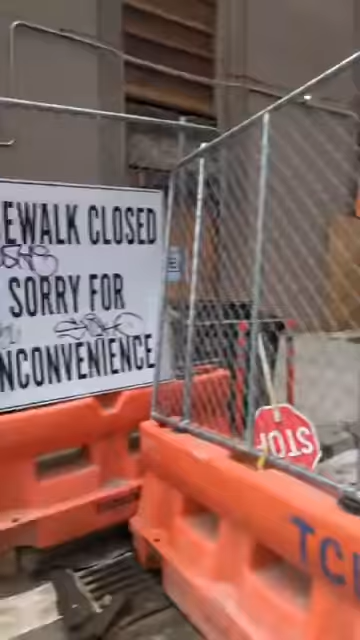 EWALK CLOSED
SORRY FOR
NCONVENIENCE
STOP
TC